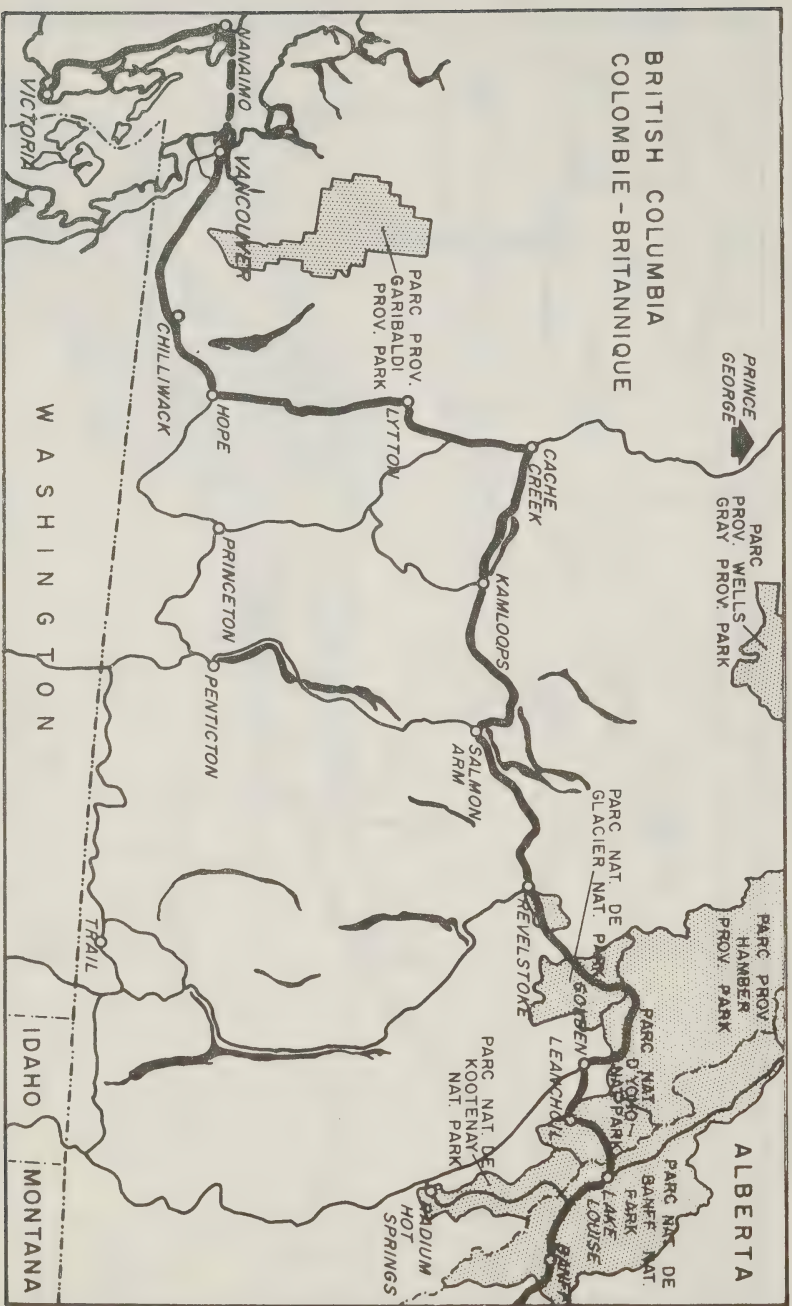 BRITISH COLUMBIA
COLOMBIE-BRITANNIQUE
PRINCE
GEORGE
PARC
PROV. WELLS
GRAY PROV. PARK
PARC PROV.
HAMBER
PROV. PARK
ALBERTA
PARC PROV.
GARIBALDI
PROV. PARK
PARC NAT. DE
GLACIER NAT. PARK
PARC NAT.
D'YOHO-
NAT. PARK
PARC NAT. DE
BANFF NAT.
PARK
PARC NAT. DE
KOOTENAY
NAT. PARK
NANAIMO
VICTORIA
VANCOUVER
CHILLIWACK
HOPE
LYTTON
CACHE
CREEK
KAMLOOPS
SALMON
ARM
REVELSTOKE
GOLDEN
LEANCHOIL
LAKE
LOUISE
BANFF
RADIUM
HOT
SPRINGS
PRINCETON
PENTICTON
TRAIL
WASHINGTON
IDAHO
MONTANA